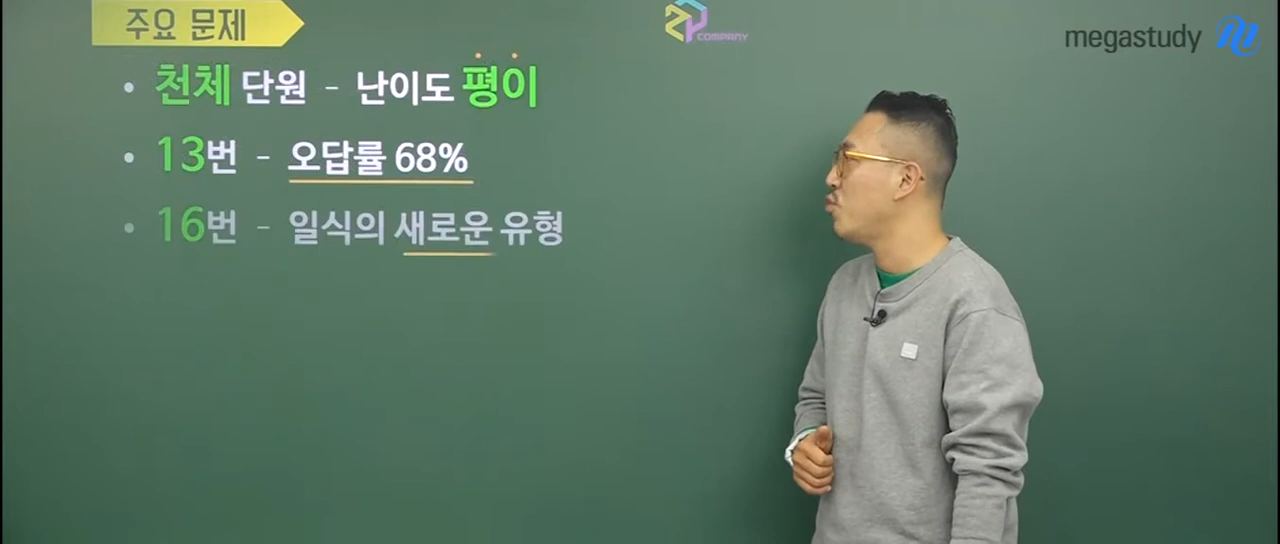 주요 문제
ZP COMPANY
megastudy
• 천체 단원 - 난이도 평이
• 13번 - 오답률 68%
• 16번 - 일식의 새로운 유형